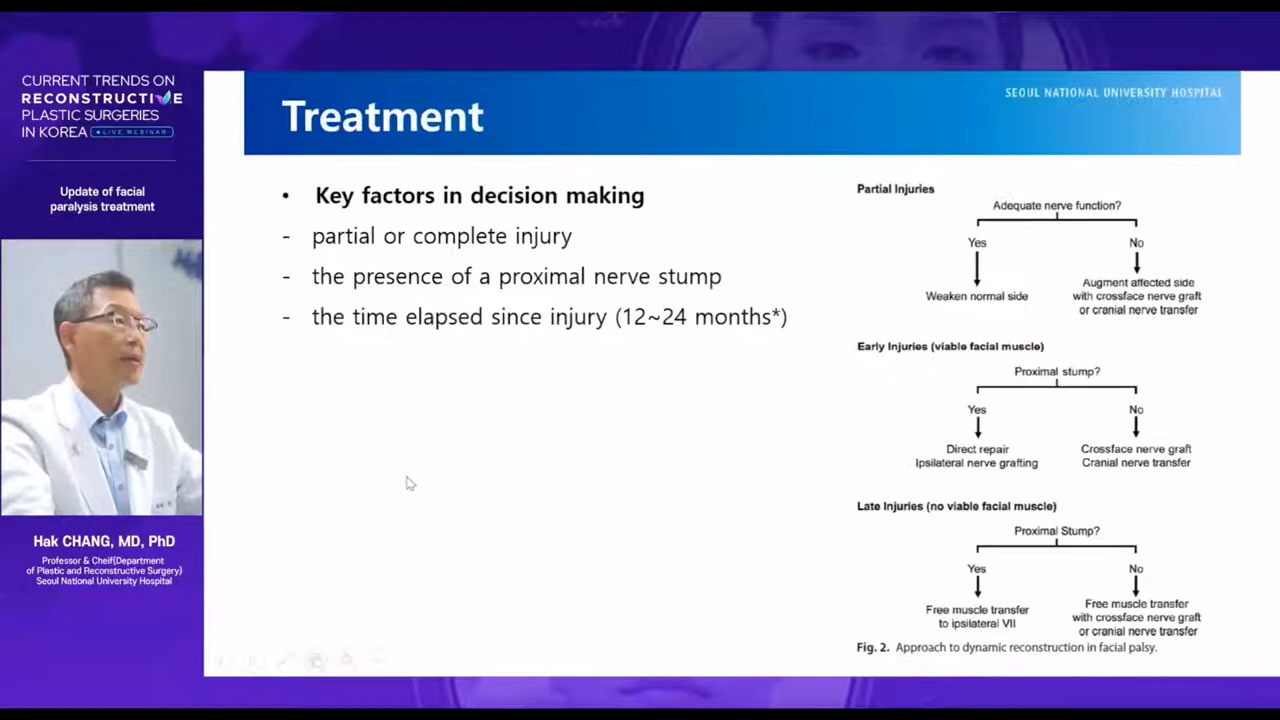 CURRENT TRENDS ON
RECONSTRUCTIVE
PLASTIC SURGERIES
IN KOREA • LIVE WEBINAR
Update of facial
paralysis treatment
Hak CHANG, MD, PhD
Professor & Cheif(Department
of Plastic and Reconstructive Surgery)
Seoul National University Hospital
SEOUL NATIONAL UNIVERSITY HOSPITAL
Treatment
• Key factors in decision making
- partial or complete injury
- the presence of a proximal nerve stump
- the time elapsed since injury (12~24 months*)
Partial Injuries
Adequate nerve function?
Yes No
Weaken normal side
Augment affected side
with crossface nerve graft
or cranial nerve transfer
Early Injuries (viable facial muscle)
Proximal stump?
Yes No
Direct repair
Ipsilateral nerve grafting
Crossface nerve graft
Cranial nerve transfer
Late Injuries (no viable facial muscle)
Proximal Stump?
Yes No
Free muscle transfer
to ipsilateral VII
Free muscle transfer
with crossface nerve graft
or cranial nerve transfer
Fig. 2. Approach to dynamic reconstruction in facial palsy.